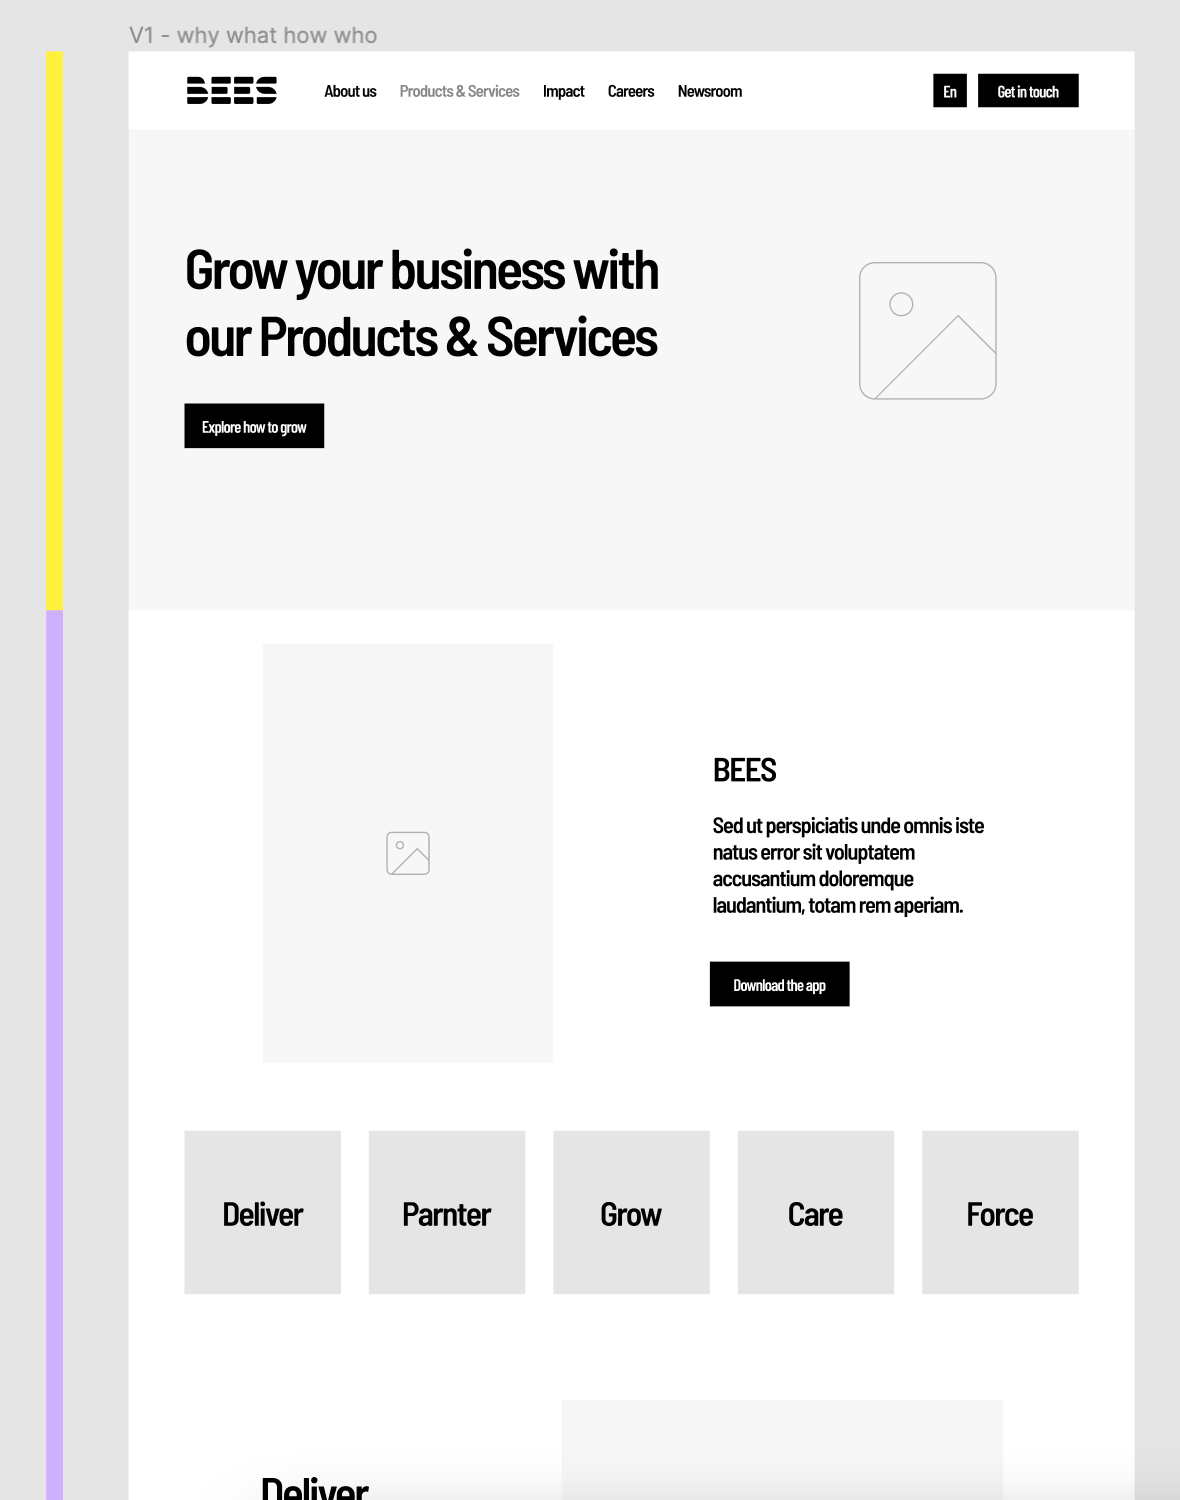 V1 - why what how who
BEES
About us
Products & Services
Impact
Careers
Newsroom
En
Get in touch
Grow your business with
our Products & Services
Explore how to grow
BEES
Sed ut perspiciatis unde omnis iste
natus error sit voluptatem
accusantium doloremque
laudantium, totam rem aperiam.
Download the app
Deliver
Parnter
Grow
Care
Force
Deliver